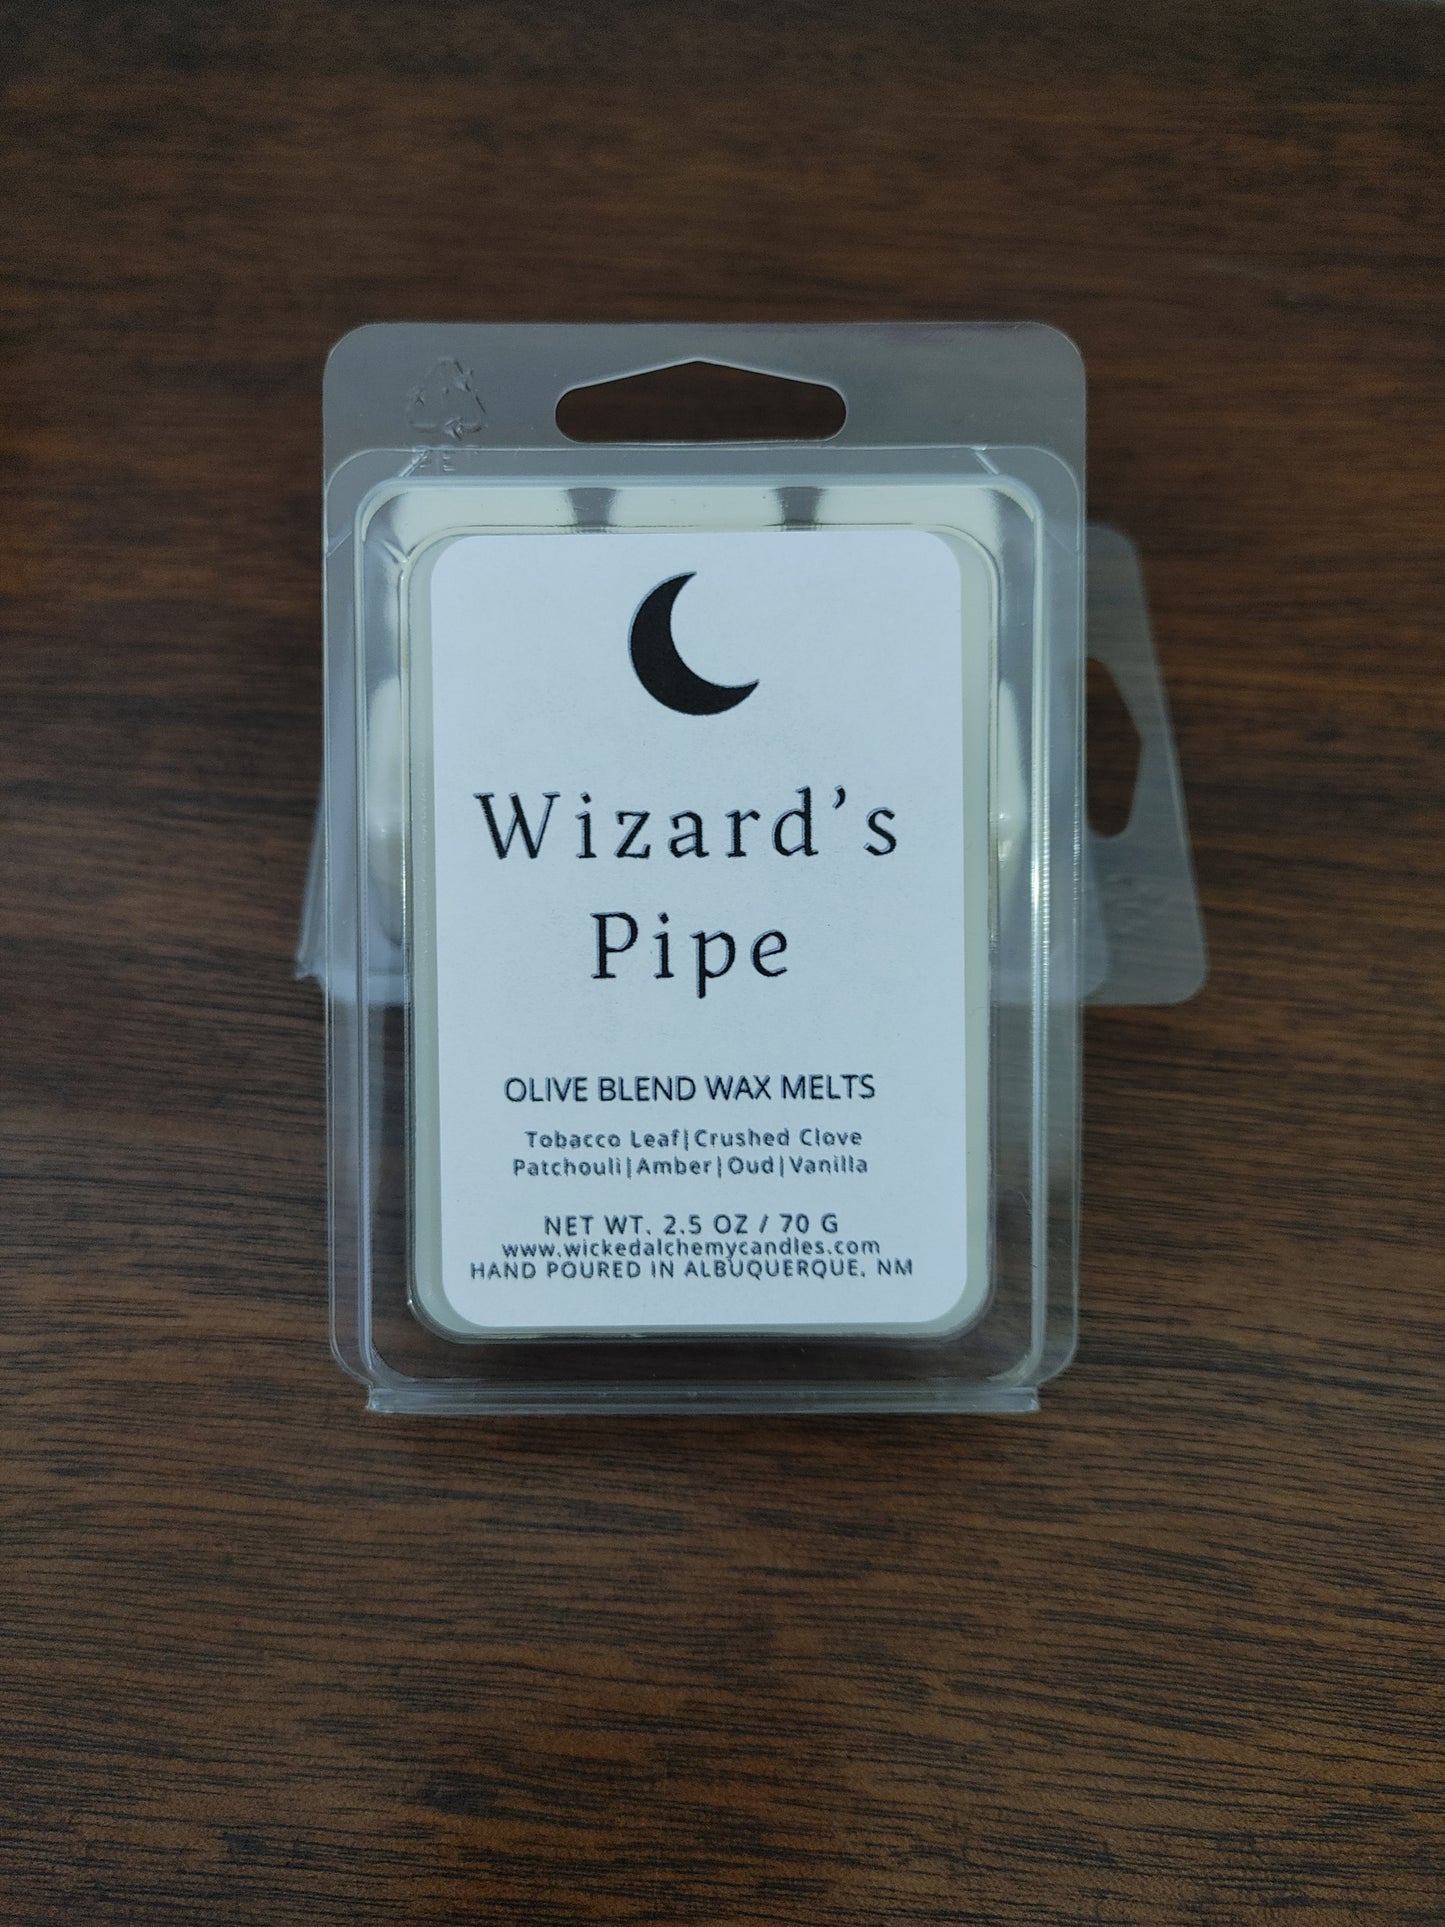 PET
Wizard’s
Pipe
OLIVE BLEND WAX MELTS
Tobacco Leaf|Crushed Clove
Patchouli|Amber|Oud|Vanilla
NET WT. 2.5 OZ / 70 G
www.wickedalchemycandles.com
HAND POURED IN ALBUQUERQUE, NM